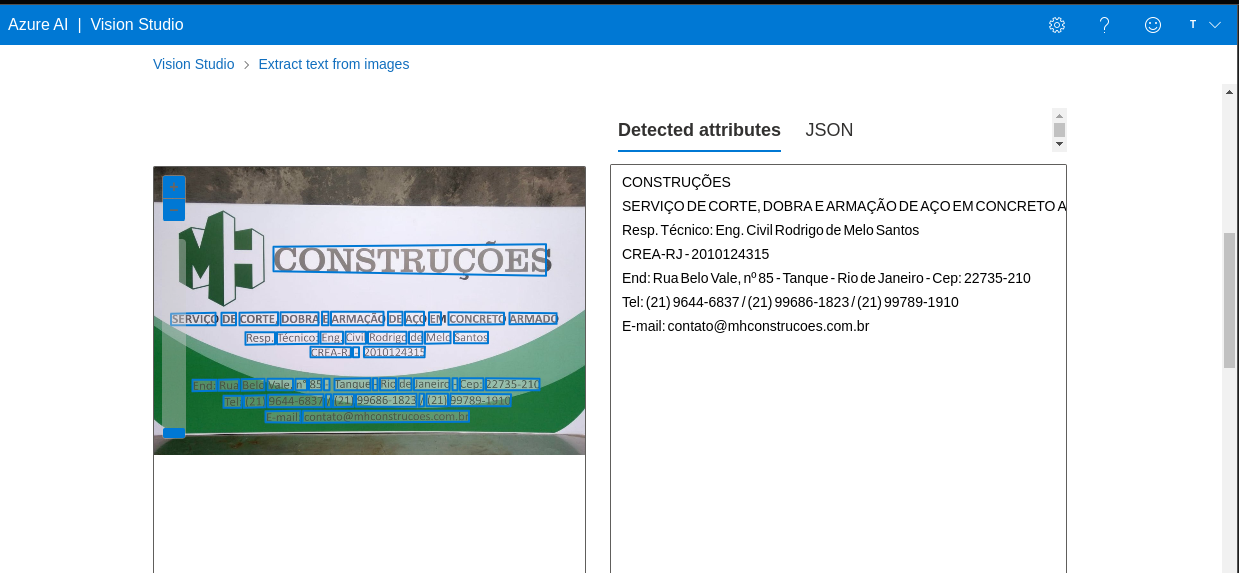 Azure AI | Vision Studio
T
Vision Studio > Extract text from images
Detected attributes
JSON
MH CONSTRUÇÕES
SERVIÇO DE CORTE, DOBRA E ARMAÇÃO DE AÇO EM CONCRETO ARMADO
Resp. Técnico: Eng. Civil Rodrigo de Melo Santos
CREA-RJ - 2010124315
End: Rua Belo Vale, nº 85 - Tanque - Rio de Janeiro - Cep: 22735-210
Tel: (21) 9644-6837 / (21) 99686-1823 / (21) 99789-1910
E-mail: contato@mhconstrucoes.com.br
CONSTRUÇÕES
SERVIÇO DE CORTE, DOBRA E ARMAÇÃO DE AÇO EM CONCRETO A
Resp. Técnico: Eng. Civil Rodrigo de Melo Santos
CREA-RJ - 2010124315
End: Rua Belo Vale, nº 85 - Tanque - Rio de Janeiro - Cep: 22735-210
Tel: (21) 9644-6837 / (21) 99686-1823 / (21) 99789-1910
E-mail: contato@mhconstrucoes.com.br